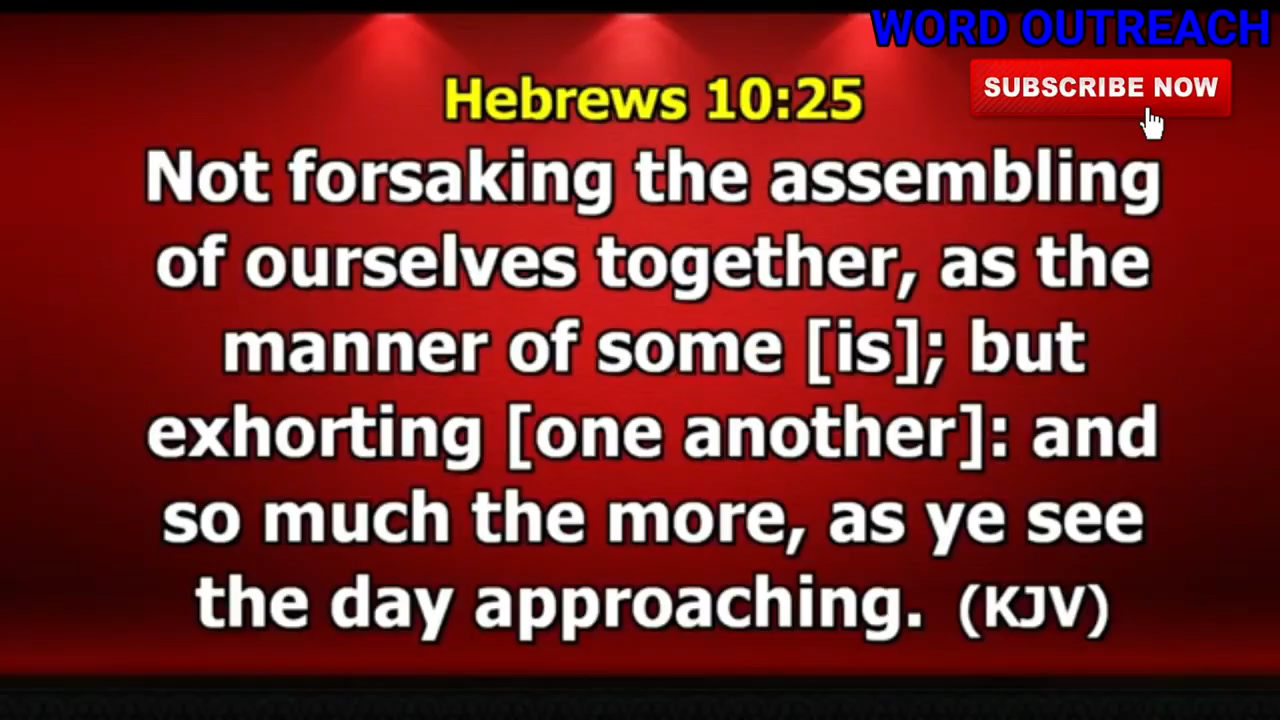 WORD OUTREACH
SUBSCRIBE NOW
Hebrews 10:25
Not forsaking the assembling
of ourselves together, as the
manner of some [is]; but
exhorting [one another]: and
so much the more, as ye see
the day approaching. (KJV)